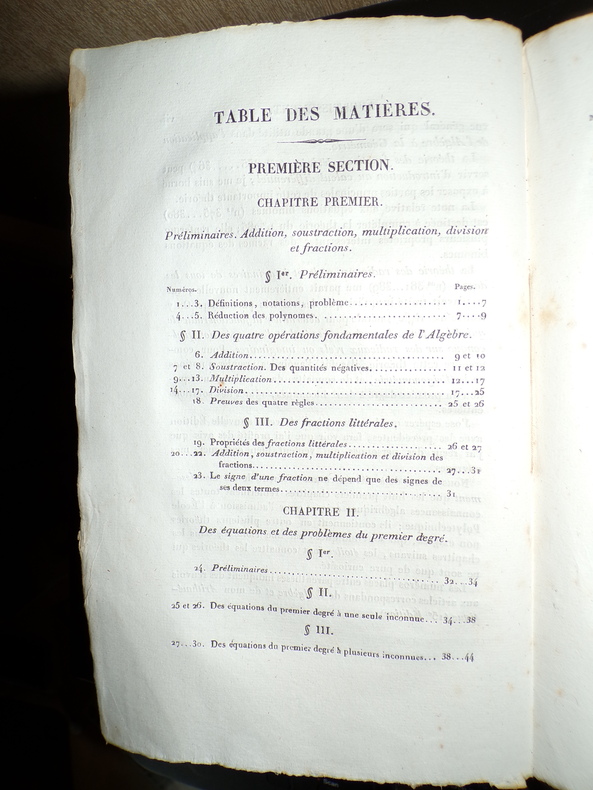 TABLE DES MATIÈRES.
PREMIÈRE SECTION.
CHAPITRE PREMIER.
Préliminaires. Addition, soustraction, multiplication, division
et fractions.
§ Ier. Préliminaires.
Numéros. Pages.
1...3. Définitions, notations, problème.................... 1....7
4...5. Réduction des polynomes......................... 7....9
§ II. Des quatre opérations fondamentales de l'Algèbre.
6. Addition...................................... 9 et 10
7 et 8. Soustraction. Des quantités négatives............... 11 et 12
9...13. Multiplication.................................. 12...17
14...17. Division...................................... 17...25
18. Preuves des quatre règles......................... 25 et 26
§ III. Des fractions littérales.
19. Propriétés des fractions littérales................... 26 et 27
20...22. Addition, soustraction, multiplication et division des
fractions..................................... 27...31
23. Le signe d'une fraction ne dépend que des signes de
ses deux termes................................ 31
CHAPITRE II.
Des équations et des problèmes du premier degré.
§ Ier.
24. Préliminaires.................................. 32...34
§ II.
25 et 26. Des équations du premier degré à une seule inconnue... 34...38
§ III.
27...30. Des équations du premier degré à plusieurs inconnues... 38...44